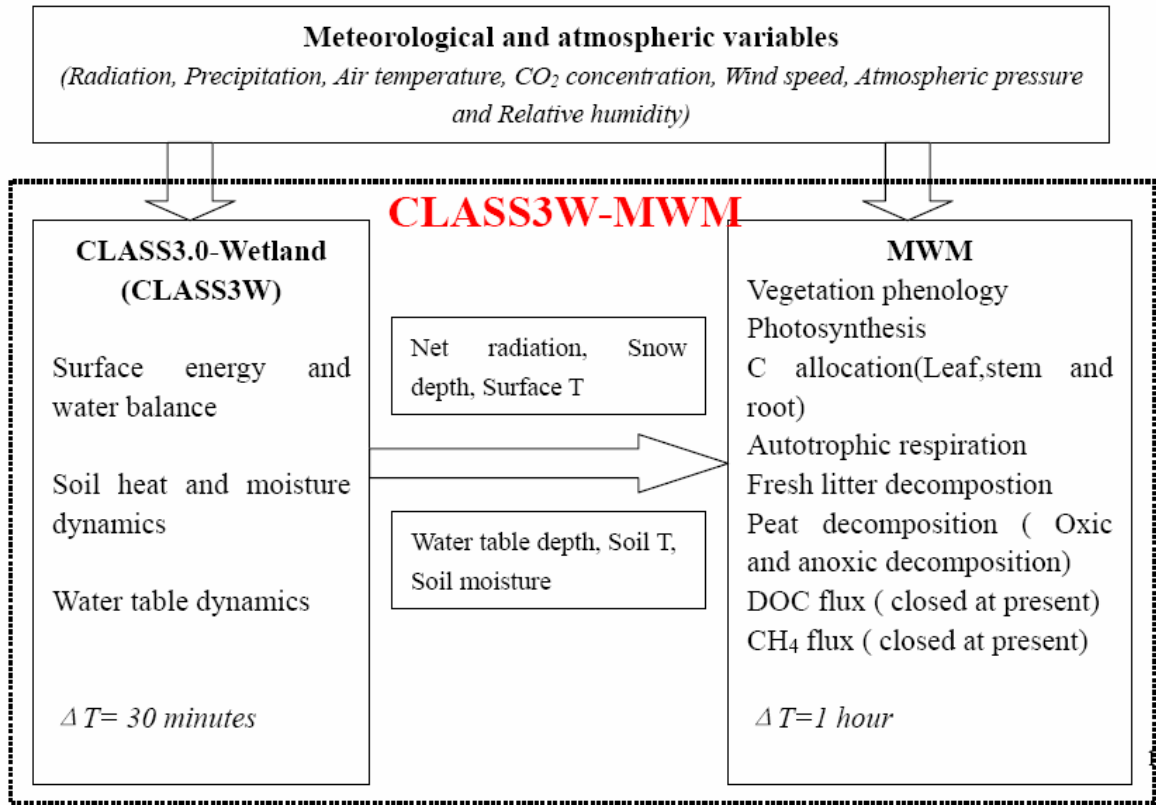 Meteorological and atmospheric variables
(Radiation, Precipitation, Air temperature, CO2 concentration, Wind speed, Atmospheric pressure
and Relative humidity)
CLASS3W-MWM
CLASS3.0-Wetland
(CLASS3W)
Surface energy and
water balance
Soil heat and moisture
dynamics
Water table dynamics
Δ T= 30 minutes
Net radiation, Snow
depth, Surface T
Water table depth, Soil T,
Soil moisture
MWM
Vegetation phenology
Photosynthesis
C allocation(Leaf,stem and
root)
Autotrophic respiration
Fresh litter decompostion
Peat decomposition ( Oxic
and anoxic decomposition)
DOC flux ( closed at present)
CH4 flux ( closed at present)
Δ T=1 hour